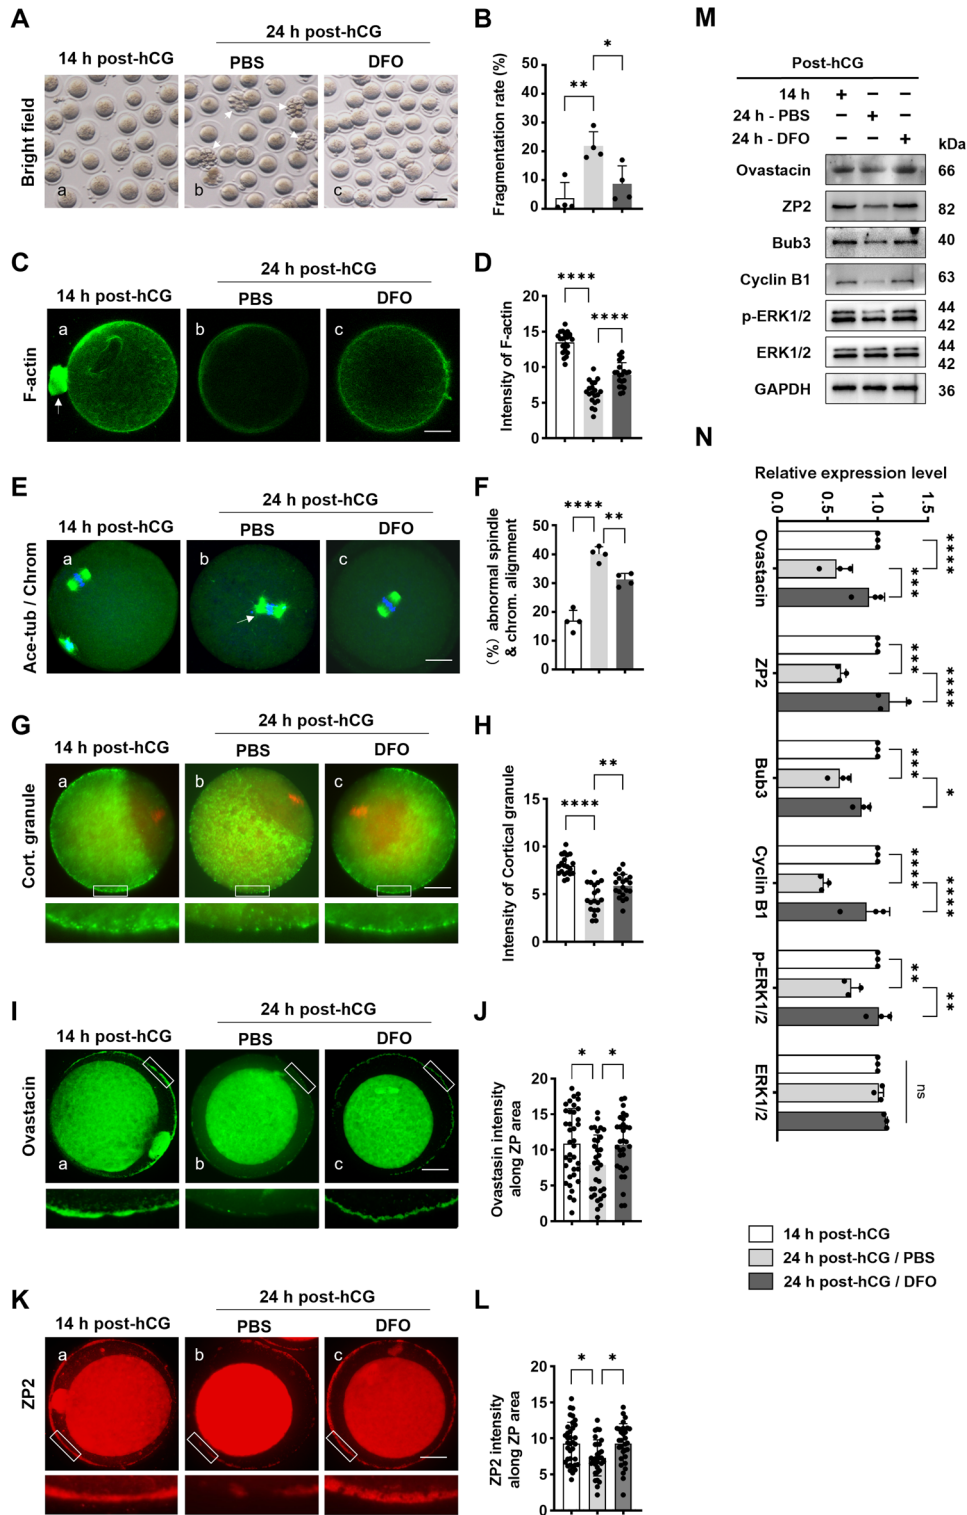 A
24 h post-hCG
14 h post-hCG
PBS
DFO
Bright field
a
b
c
B
Fragmentation rate (%)
50
40
30
20
10
0
**
*
C
24 h post-hCG
14 h post-hCG
PBS
DFO
F-actin
a
b
c
D
Intensity of F-actin
20
15
10
5
0
****
****
E
24 h post-hCG
14 h post-hCG
PBS
DFO
Ace-tub / Chrom
a
b
c
F
(%) abnormal spindle
& chrom. alignment
50
40
30
20
10
0
****
**
G
24 h post-hCG
14 h post-hCG
PBS
DFO
Cort. granule
a
b
c
H
Intensity of Cortical granule
15
10
5
0
****
**
I
24 h post-hCG
14 h post-hCG
PBS
DFO
Ovastacin
a
b
c
J
Ovastasin intensity
along ZP area
20
15
10
5
0
*
*
K
24 h post-hCG
14 h post-hCG
PBS
DFO
ZP2
a
b
c
L
ZP2 intensity
along ZP area
20
15
10
5
0
*
*
M
Post-hCG
14 h + − −
24 h - PBS − + −
24 h - DFO − − +
kDa
Ovastacin 66
ZP2 82
Bub3 40
Cyclin B1 63
p-ERK1/2 44
42
ERK1/2 44
42
GAPDH 36
N
Relative expression level
0.0 0.5 1.0 1.5
Ovastacin
****
***
ZP2
***
****
Bub3
***
*
Cyclin B1
****
****
p-ERK1/2
**
**
ERK1/2
ns
14 h post-hCG
24 h post-hCG / PBS
24 h post-hCG / DFO